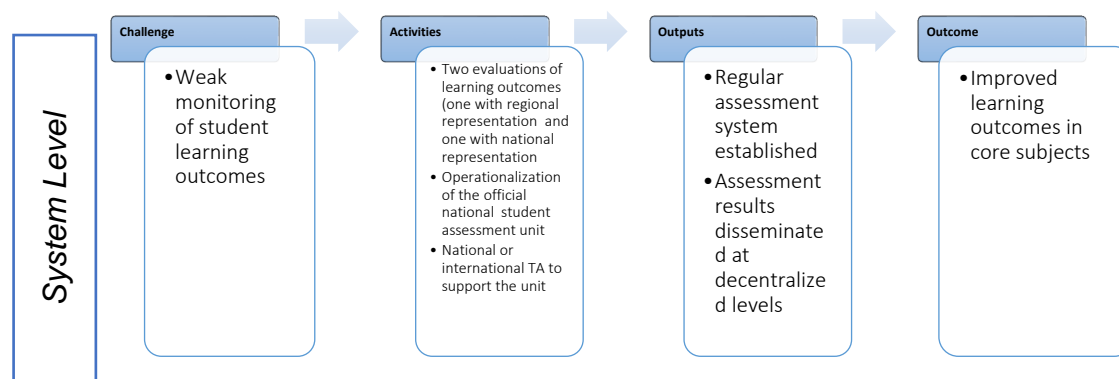 System Level
Challenge
•Weak
monitoring
of student
learning
outcomes
Activities
• Two evaluations of
learning outcomes
(one with regional
representation and
one with national
representation
• Operationalization
of the official
national student
assessment unit
• National or
international TA to
support the unit
Outputs
•Regular
assessment
system
established
•Assessment
results
disseminate
d at
decentralize
d levels
Outcome
•Improved
learning
outcomes in
core subjects